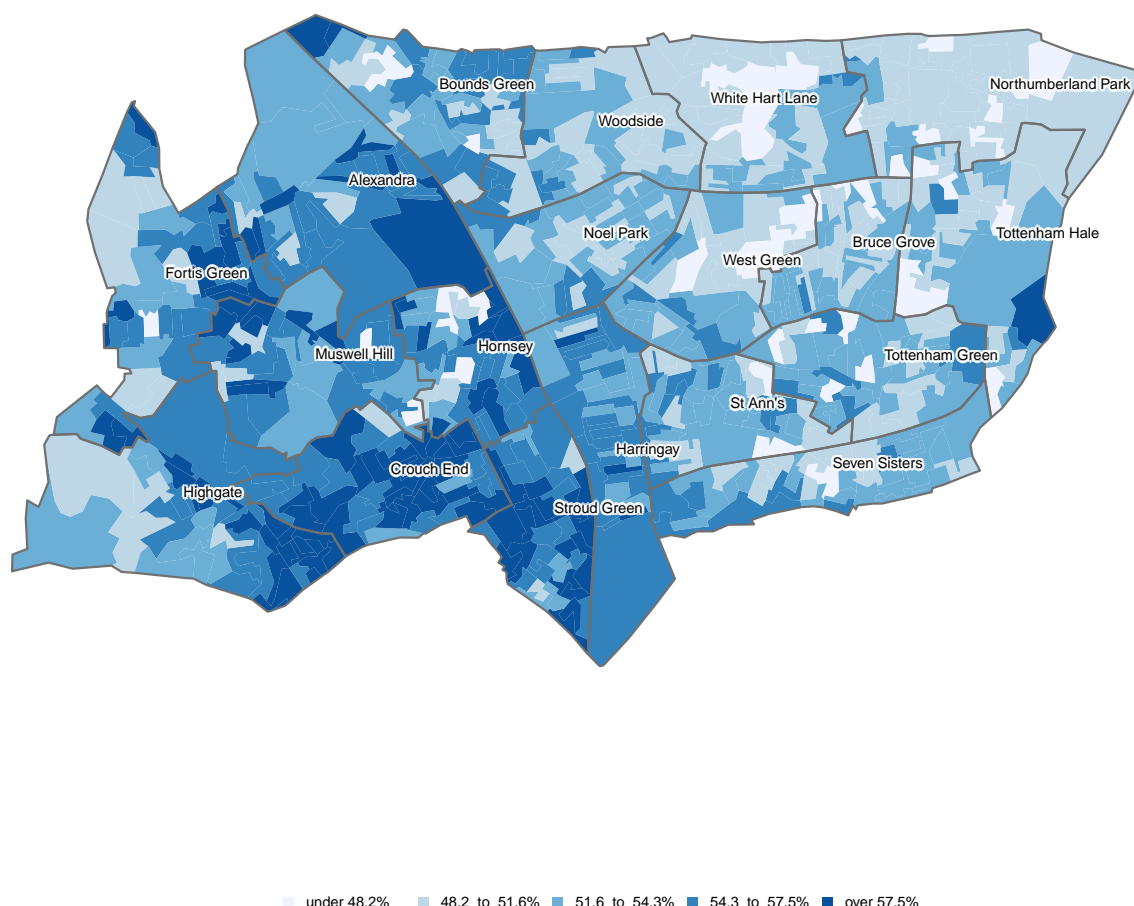 Bounds Green
White Hart Lane
Northumberland Park
Woodside
Alexandra
Noel Park
Bruce Grove
Tottenham Hale
West Green
Fortis Green
Muswell Hill
Hornsey
Tottenham Green
St Ann's
Harringay
Crouch End
Seven Sisters
Highgate
Stroud Green
under 48.2% 48.2 to 51.6% 51.6 to 54.3% 54.3 to 57.5% over 57.5%